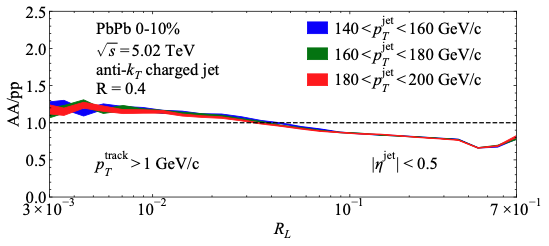 PbPb 0-10%
√s = 5.02 TeV
anti-k_T charged jet
R = 0.4
140 < p_T^jet < 160 GeV/c
160 < p_T^jet < 180 GeV/c
180 < p_T^jet < 200 GeV/c
p_T^track > 1 GeV/c
|η^jet| < 0.5
AA/pp
2.5
2.0
1.5
1.0
0.5
0.0
3 × 10⁻³
10⁻²
10⁻¹
7 × 10⁻¹
R_L